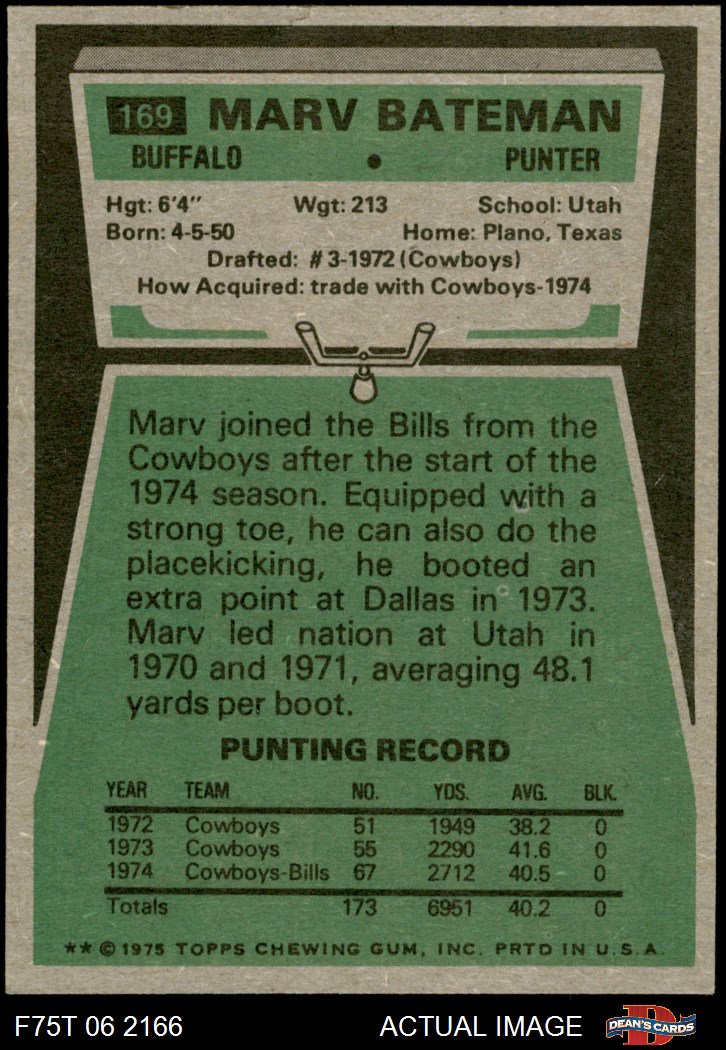 169 MARV BATEMAN
BUFFALO • PUNTER
Hgt: 6'4" Wgt: 213 School: Utah
Born: 4-5-50 Home: Plano, Texas
Drafted: #3-1972 (Cowboys)
How Acquired: trade with Cowboys-1974
Marv joined the Bills from the
Cowboys after the start of the
1974 season. Equipped with a
strong toe, he can also do the
placekicking, he booted an
extra point at Dallas in 1973.
Marv led nation at Utah in
1970 and 1971, averaging 48.1
yards per boot.
PUNTING RECORD
YEAR TEAM NO. YDS. AVG. BLK.
1972 Cowboys 51 1949 38.2 0
1973 Cowboys 55 2290 41.6 0
1974 Cowboys-Bills 67 2712 40.5 0
Totals 173 6951 40.2 0
** © 1975 TOPPS CHEWING GUM, INC. PRTD IN U.S.A.
F75T 06 2166 ACTUAL IMAGE D DEAN'S CARDS